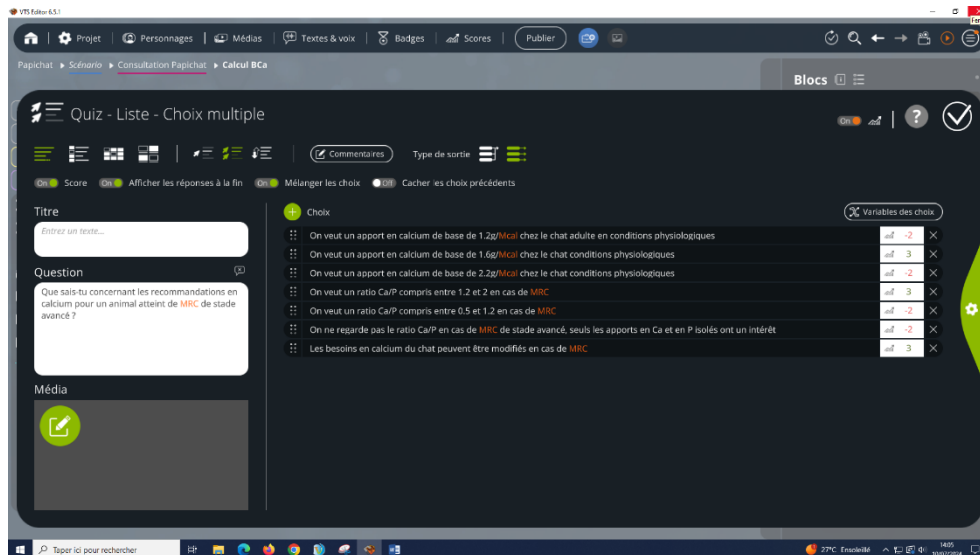 VTS Editor 6.5.1
Projet Personnages Médias Textes & voix Badges Scores Publier
Papichat Scénario Consultation Papichat Calcul BCa
Blocs
Quiz - Liste - Choix multiple
On ?
Commentaires Type de sortie
On Score On Afficher les réponses à la fin On Mélanger les choix Off Cacher les choix précédents
Titre
Entrez un texte...
Question
Que sais-tu concernant les recommandations en
calcium pour un animal atteint de MRC de stade
avancé ?
Média
Choix Variables des choix
On veut un apport en calcium de base de 1.2g/Mcal chez le chat adulte en conditions physiologiques -2
On veut un apport en calcium de base de 1.6g/Mcal chez le chat conditions physiologiques 3
On veut un apport en calcium de base de 2.2g/Mcal chez le chat conditions physiologiques -2
On veut un ratio Ca/P compris entre 1.2 et 2 en cas de MRC 3
On veut un ratio Ca/P compris entre 0.5 et 1.2 en cas de MRC -2
On ne regarde pas le ratio Ca/P en cas de MRC de stade avancé, seuls les apports en Ca et en P isolés ont un intérêt -2
Les besoins en calcium du chat peuvent être modifiés en cas de MRC 3
Taper ici pour rechercher
27°C Ensoleillé 14:05
10/07/2024